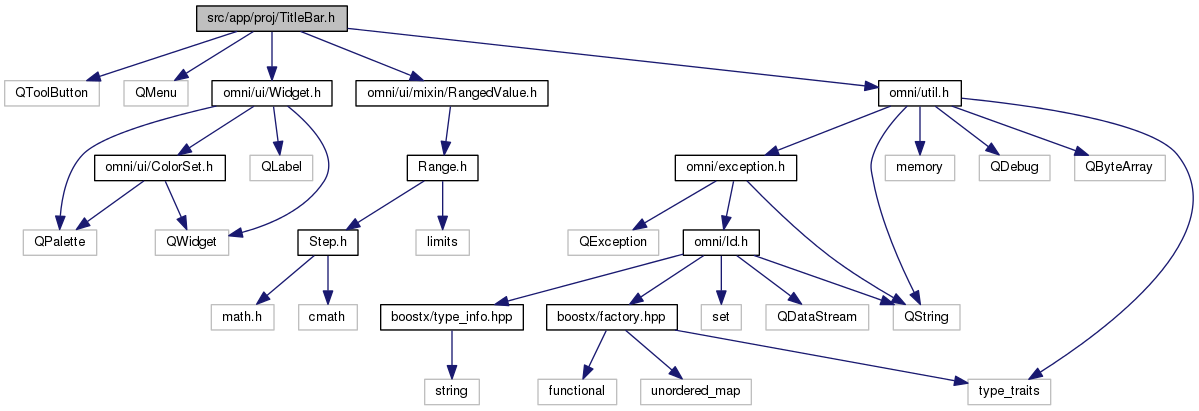 src/app/proj/TitleBar.h
QToolButton
QMenu
omni/ui/Widget.h
omni/ui/mixin/RangedValue.h
omni/util.h
omni/ui/ColorSet.h
QLabel
Range.h
omni/exception.h
memory
QDebug
QByteArray
QPalette
QWidget
Step.h
limits
QException
omni/Id.h
math.h
cmath
boostx/type_info.hpp
boostx/factory.hpp
set
QDataStream
QString
string
functional
unordered_map
type_traits